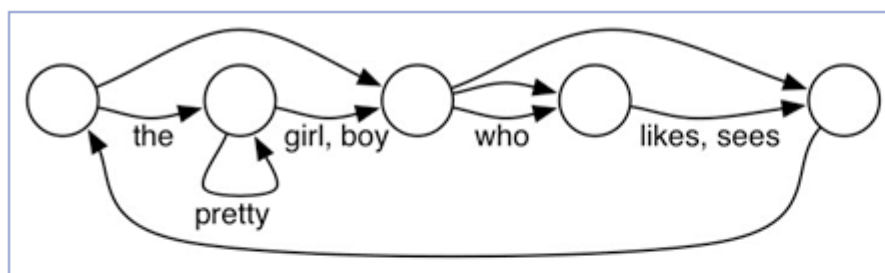 the
girl, boy
who
likes, sees
pretty